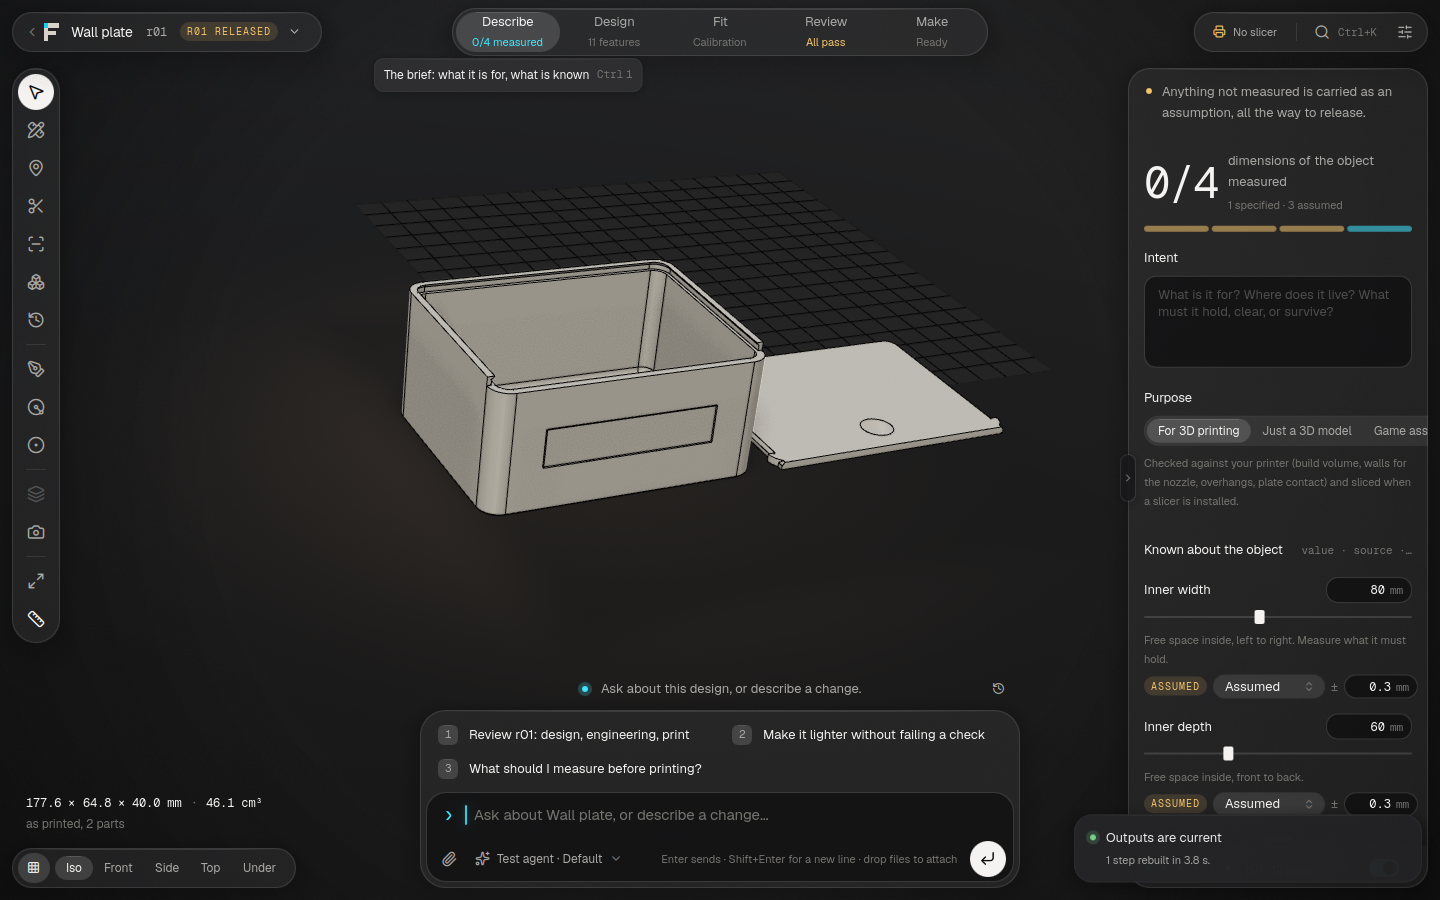 Wall plate r01 R01 RELEASED
Describe
0/4 measured
Design
11 features
Fit
Calibration
Review
All pass
Make
Ready
No slicer
Ctrl+K
The brief: what it is for, what is known Ctrl 1
Anything not measured is carried as an
assumption, all the way to release.
0/4
dimensions of the object
measured
1 specified · 3 assumed
Intent
What is it for? Where does it live? What
must it hold, clear, or survive?
Purpose
For 3D printing Just a 3D model Game ass
Checked against your printer (build volume, walls for
the nozzle, overhangs, plate contact) and sliced when
a slicer is installed.
Known about the object value · source ·…
Inner width 80 mm
Free space inside, left to right. Measure what it must
hold.
ASSUMED Assumed ± 0.3 mm
Inner depth 60 mm
Free space inside, front to back.
ASSUMED Assumed ± 0.3 mm
Outputs are current
1 step rebuilt in 3.8 s.
Ask about this design, or describe a change.
1 Review r01: design, engineering, print
2 Make it lighter without failing a check
3 What should I measure before printing?
Ask about Wall plate, or describe a change…
Test agent · Default
Enter sends · Shift+Enter for a new line · drop files to attach
177.6 × 64.8 × 40.0 mm · 46.1 cm³
as printed, 2 parts
Iso Front Side Top Under